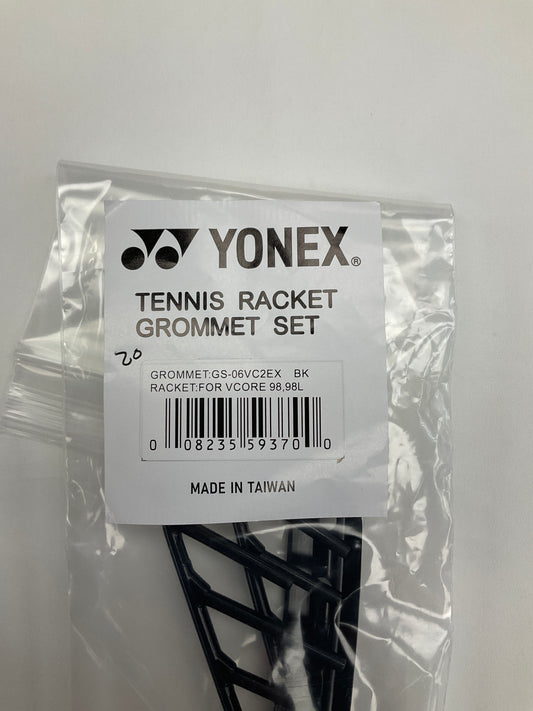 YONEX®
TENNIS RACKET
GROMMET SET
20
GROMMET:GS-06VC2EX BK
RACKET:FOR VCORE 98,98L
0 08235 59370 0
MADE IN TAIWAN